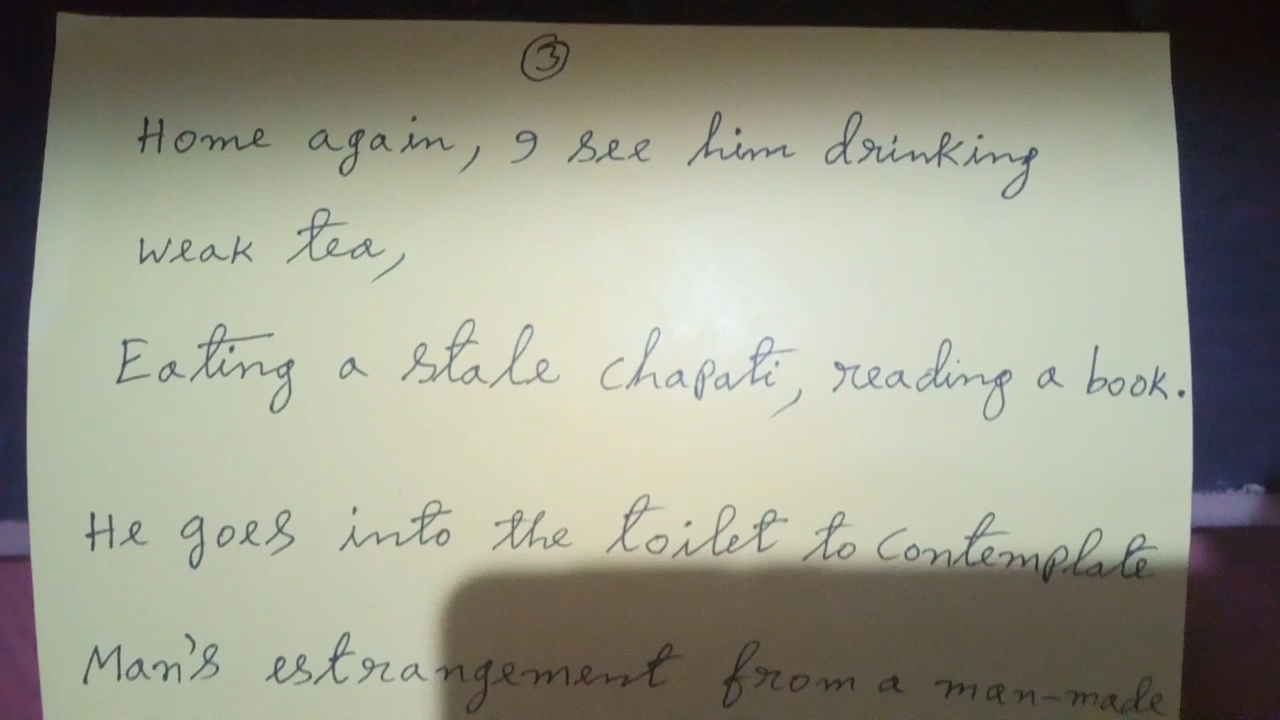 3
Home again, I see him drinking
weak tea,
Eating a stale chapati, reading a book.
He goes into the toilet to contemplate
Man's estrangement from a man-made